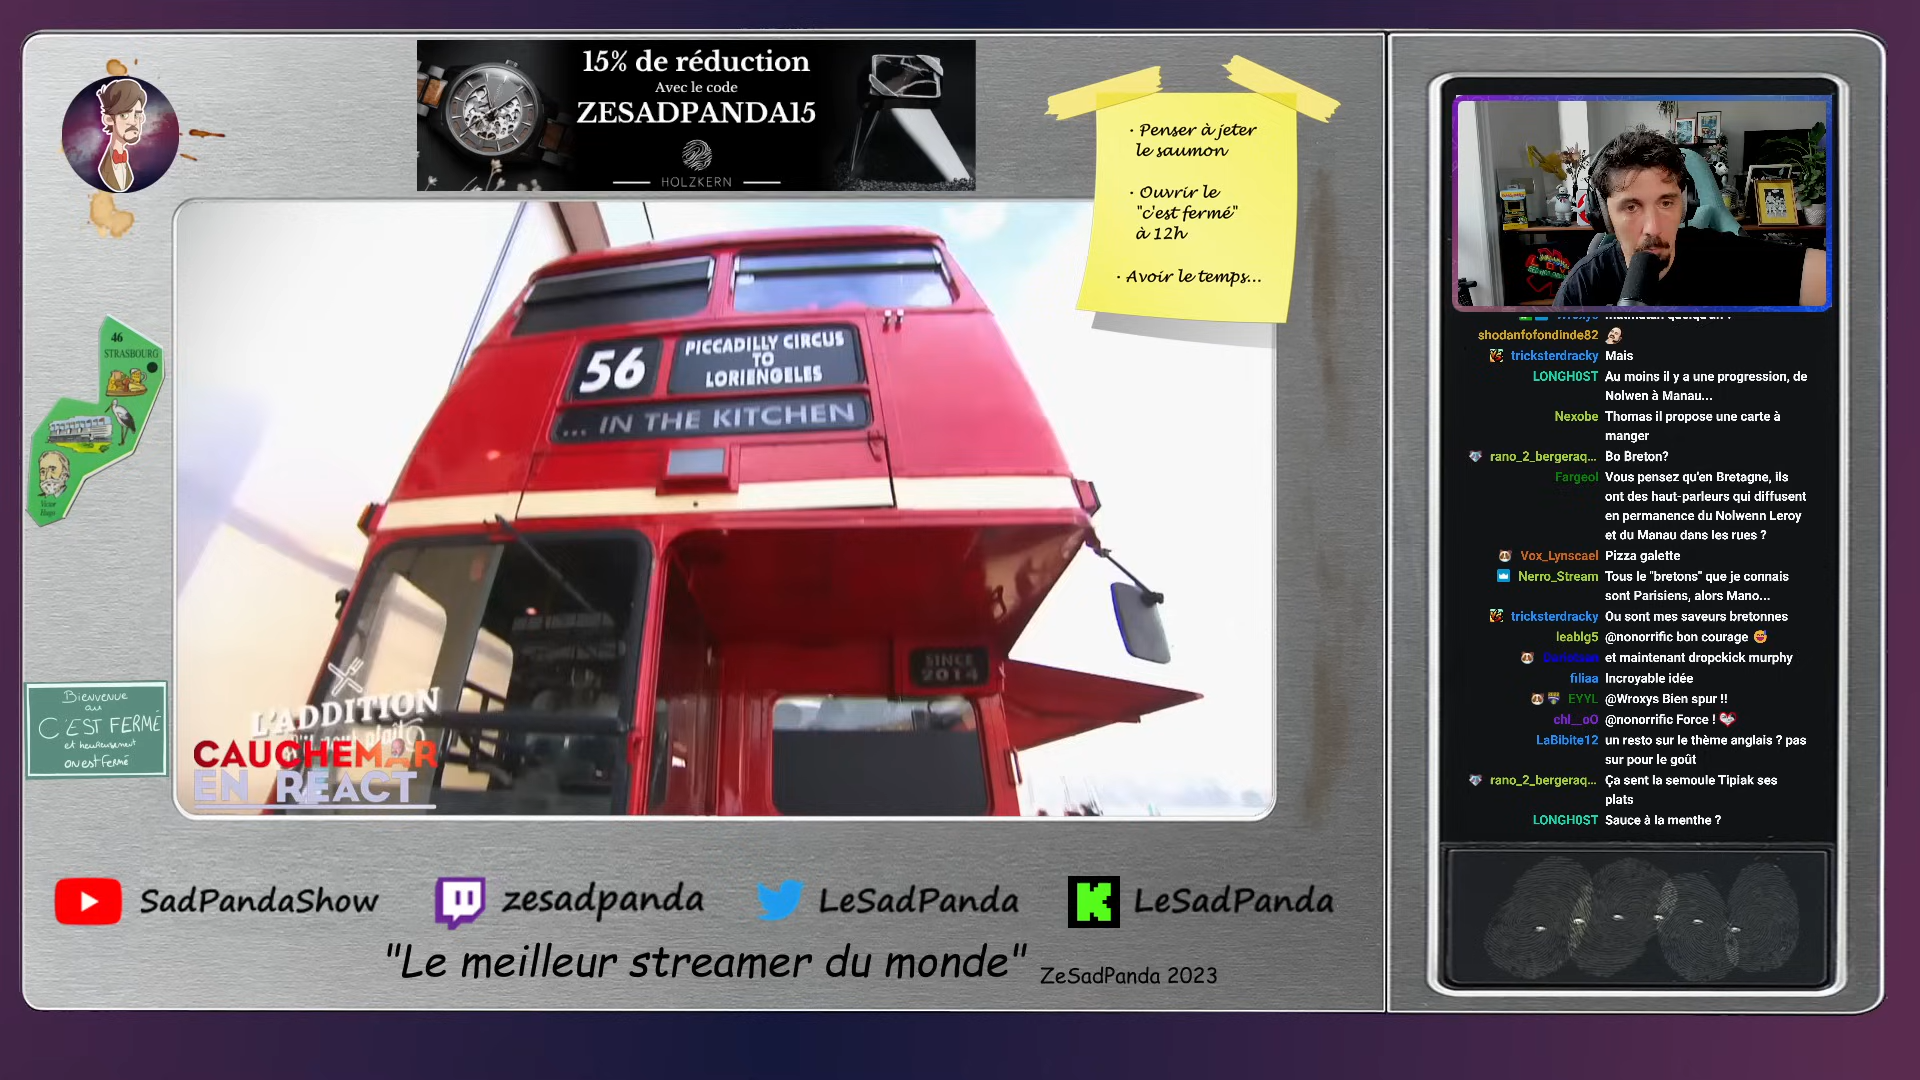 15% de réduction
Avec le code
ZESADPANDA15
HOLZKERN
· Penser à jeter
le saumon
· Ouvrir le
"c'est fermé"
à 12h
· Avoir le temps...
46
STRASBOURG
Victor
Hugo
56
PICCADILLY CIRCUS
TO
LORIENGELES
... IN THE KITCHEN
SINCE
2014
L'ADDITION
s'il vous plaît
CAUCHEMAR
EN REACT
Bienvenue
au
C'EST FERMÉ
et heureusement
on est fermé
SadPandaShow
zesadpanda
LeSadPanda
LeSadPanda
"Le meilleur streamer du monde"
ZeSadPanda 2023
shodanfofondinde82
tricksterdracky Mais
LONGH0ST Au moins il y a une progression, de
Nolwen à Manau...
Nexobe Thomas il propose une carte à
manger
rano_2_bergeraq... Bo Breton?
Fargeol Vous pensez qu'en Bretagne, ils
ont des haut-parleurs qui diffusent
en permanence du Nolwenn Leroy
et du Manau dans les rues ?
Vox_Lynscael Pizza galette
Nerro_Stream Tous le "bretons" que je connais
sont Parisiens, alors Mano...
tricksterdracky Ou sont mes saveurs bretonnes
leablg5 @nonorrific bon courage
et maintenant dropckick murphy
filiaa Incroyable idée
EYYL @Wroxys Bien spur !!
chl__oO @nonorrific Force !
LaBibite12 un resto sur le thème anglais ? pas
sur pour le goût
rano_2_bergeraq... Ça sent la semoule Tipiak ses
plats
LONGH0ST Sauce à la menthe ?